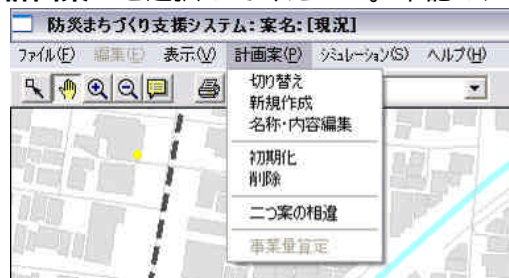 防災まちづくり支援システム：案名：[現況]
ファイル(F) 編集(E) 表示(V) 計画案(P) シミュレーション(S) ヘルプ(H)
切り替え
新規作成
名称・内容編集
初期化
削除
二つ案の相違
事業量算定